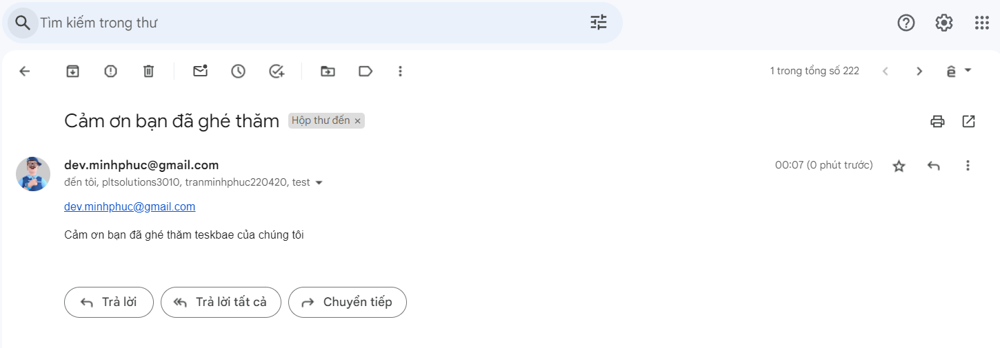 Tìm kiếm trong thư
1 trong tổng số 222
ê
Cảm ơn bạn đã ghé thăm Hộp thư đến ×
dev.minhphuc@gmail.com 00:07 (0 phút trước)
đến tôi, pltsolutions3010, tranminhphuc220420, test
dev.minhphuc@gmail.com
Cảm ơn bạn đã ghé thăm teskbae của chúng tôi
Trả lời Trả lời tất cả Chuyển tiếp